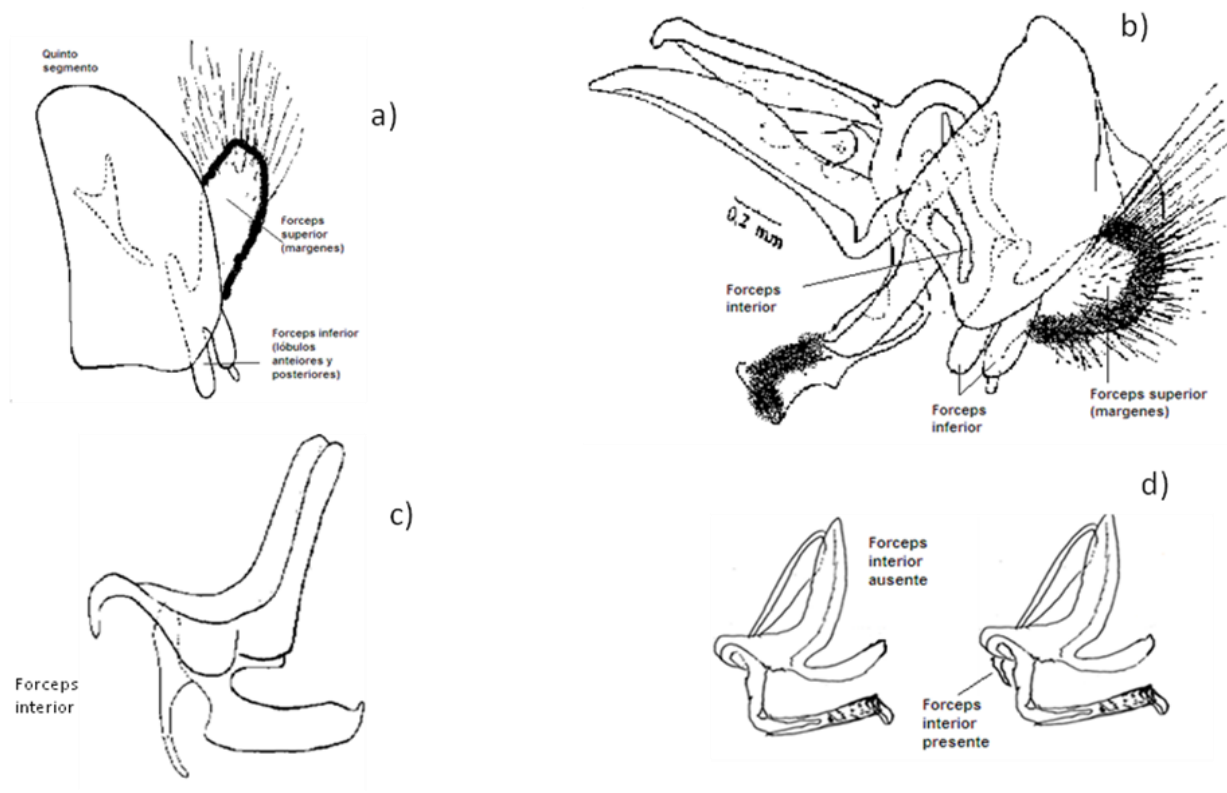 Quinto
segmento
a)
Forceps
superior
(margenes)
Forceps inferior
(lóbulos
anteiores y
posteriores)
b)
0.2 mm
Forceps
interior
Forceps
inferior
Forceps superior
(margenes)
c)
Forceps
interior
d)
Forceps
interior
ausente
Forceps
interior
presente